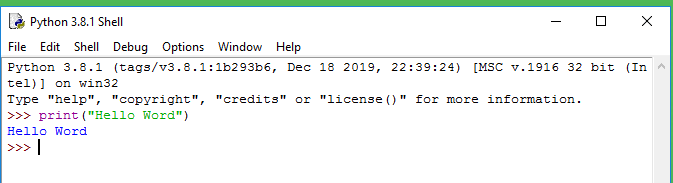 Python 3.8.1 Shell
File Edit Shell Debug Options Window Help
Python 3.8.1 (tags/v3.8.1:1b293b6, Dec 18 2019, 22:39:24) [MSC v.1916 32 bit (In
tel)] on win32
Type "help", "copyright", "credits" or "license()" for more information.
>>> print("Hello Word")
Hello Word
>>>